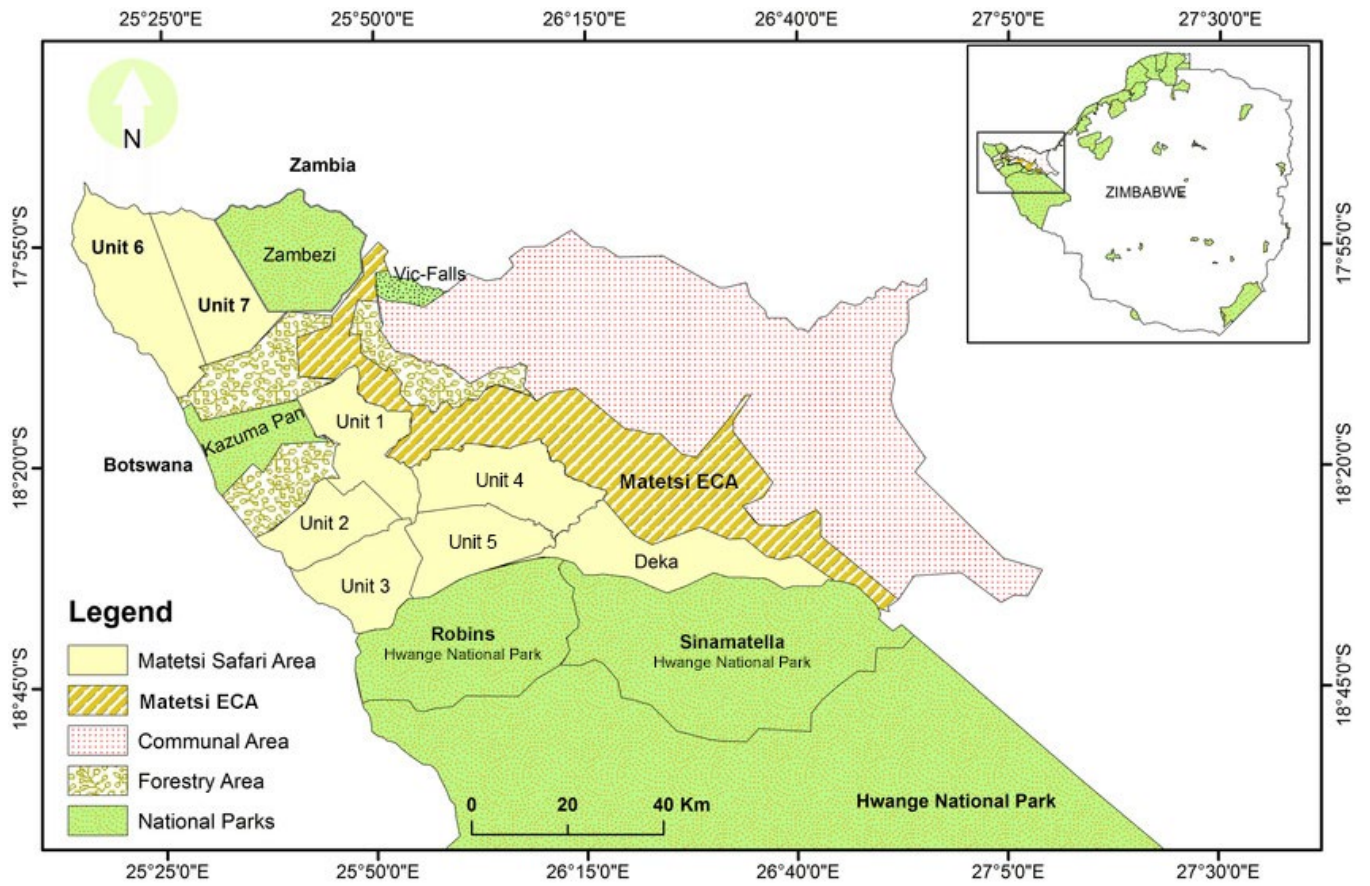 25°25'0"E 25°50'0"E 26°15'0"E 26°40'0"E 27°5'0"E 27°30'0"E
N
Zambia
ZIMBABWE
17°55'0"S
17°55'0"S
Unit 6
Zambezi
Vic-Falls
Unit 7
Unit 1
Kazuma Pan
Botswana
18°20'0"S
18°20'0"S
Unit 4
Matetsi ECA
Unit 2
Unit 5
Deka
Unit 3
Robins
Hwange National Park
Sinamatella
Hwange National Park
Legend
Matetsi Safari Area
Matetsi ECA
Communal Area
Forestry Area
National Parks
18°45'0"S
18°45'0"S
0 20 40 Km
Hwange National Park
25°25'0"E 25°50'0"E 26°15'0"E 26°40'0"E 27°5'0"E 27°30'0"E